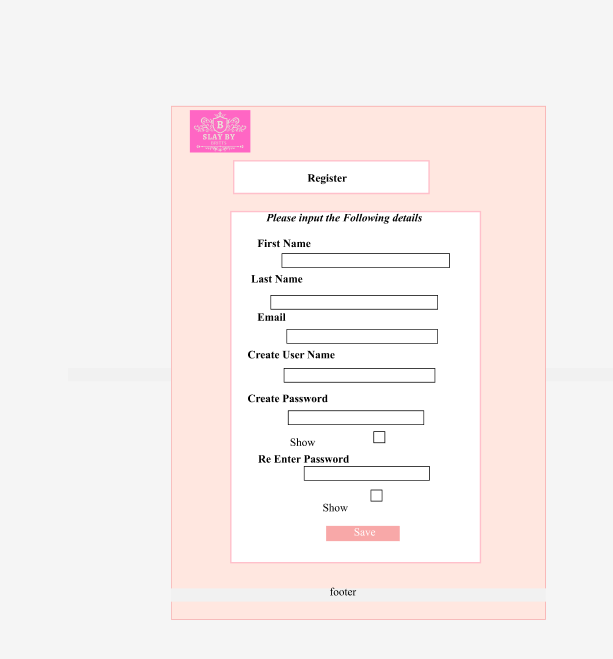 B
SLAY BY
Register
Please input the Following details
First Name
Last Name
Email
Create User Name
Create Password
Show
Re Enter Password
Show
Save
footer